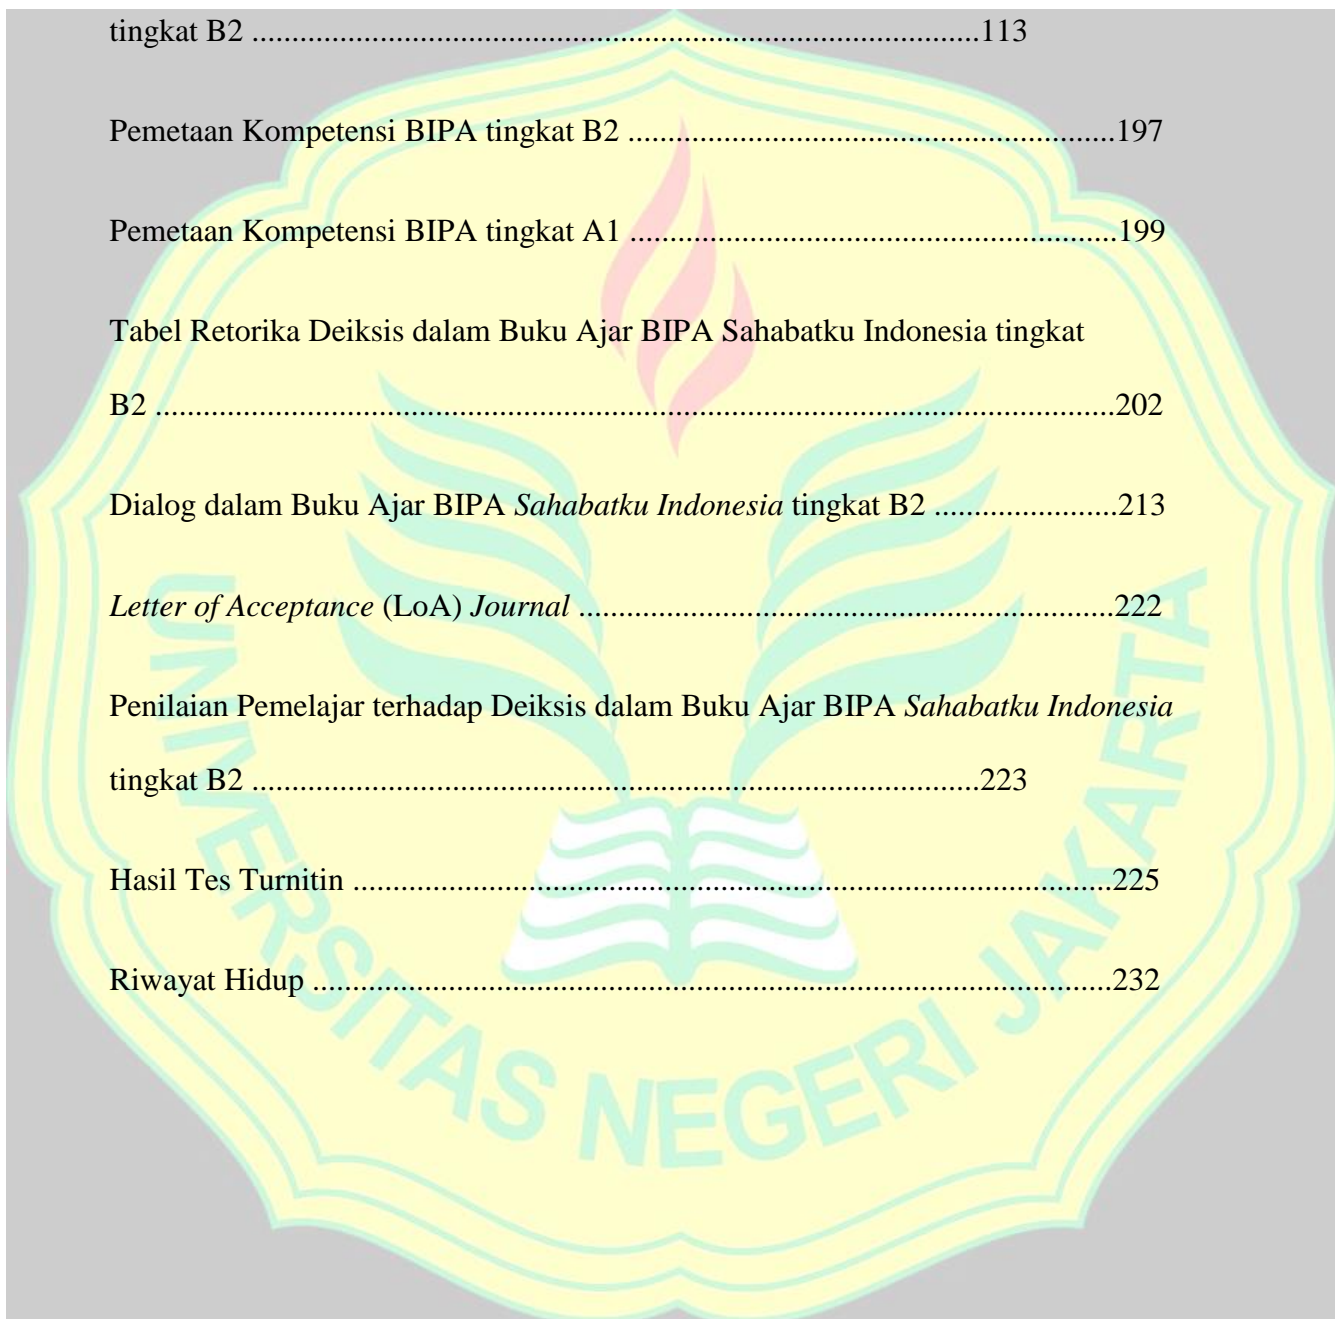 tingkat B2 ............................................................................................113
Pemetaan Kompetensi BIPA tingkat B2 ....................................................197
Pemetaan Kompetensi BIPA tingkat A1 ....................................................199
Tabel Retorika Deiksis dalam Buku Ajar BIPA Sahabatku Indonesia tingkat
B2 ......................................................................................................202
Dialog dalam Buku Ajar BIPA Sahabatku Indonesia tingkat B2 .......................213
Letter of Acceptance (LoA) Journal .........................................................222
Penilaian Pemelajar terhadap Deiksis dalam Buku Ajar BIPA Sahabatku Indonesia
tingkat B2 ............................................................................................223
Hasil Tes Turnitin ................................................................................225
Riwayat Hidup .....................................................................................232
UNIVERSITAS NEGERI JAKARTA